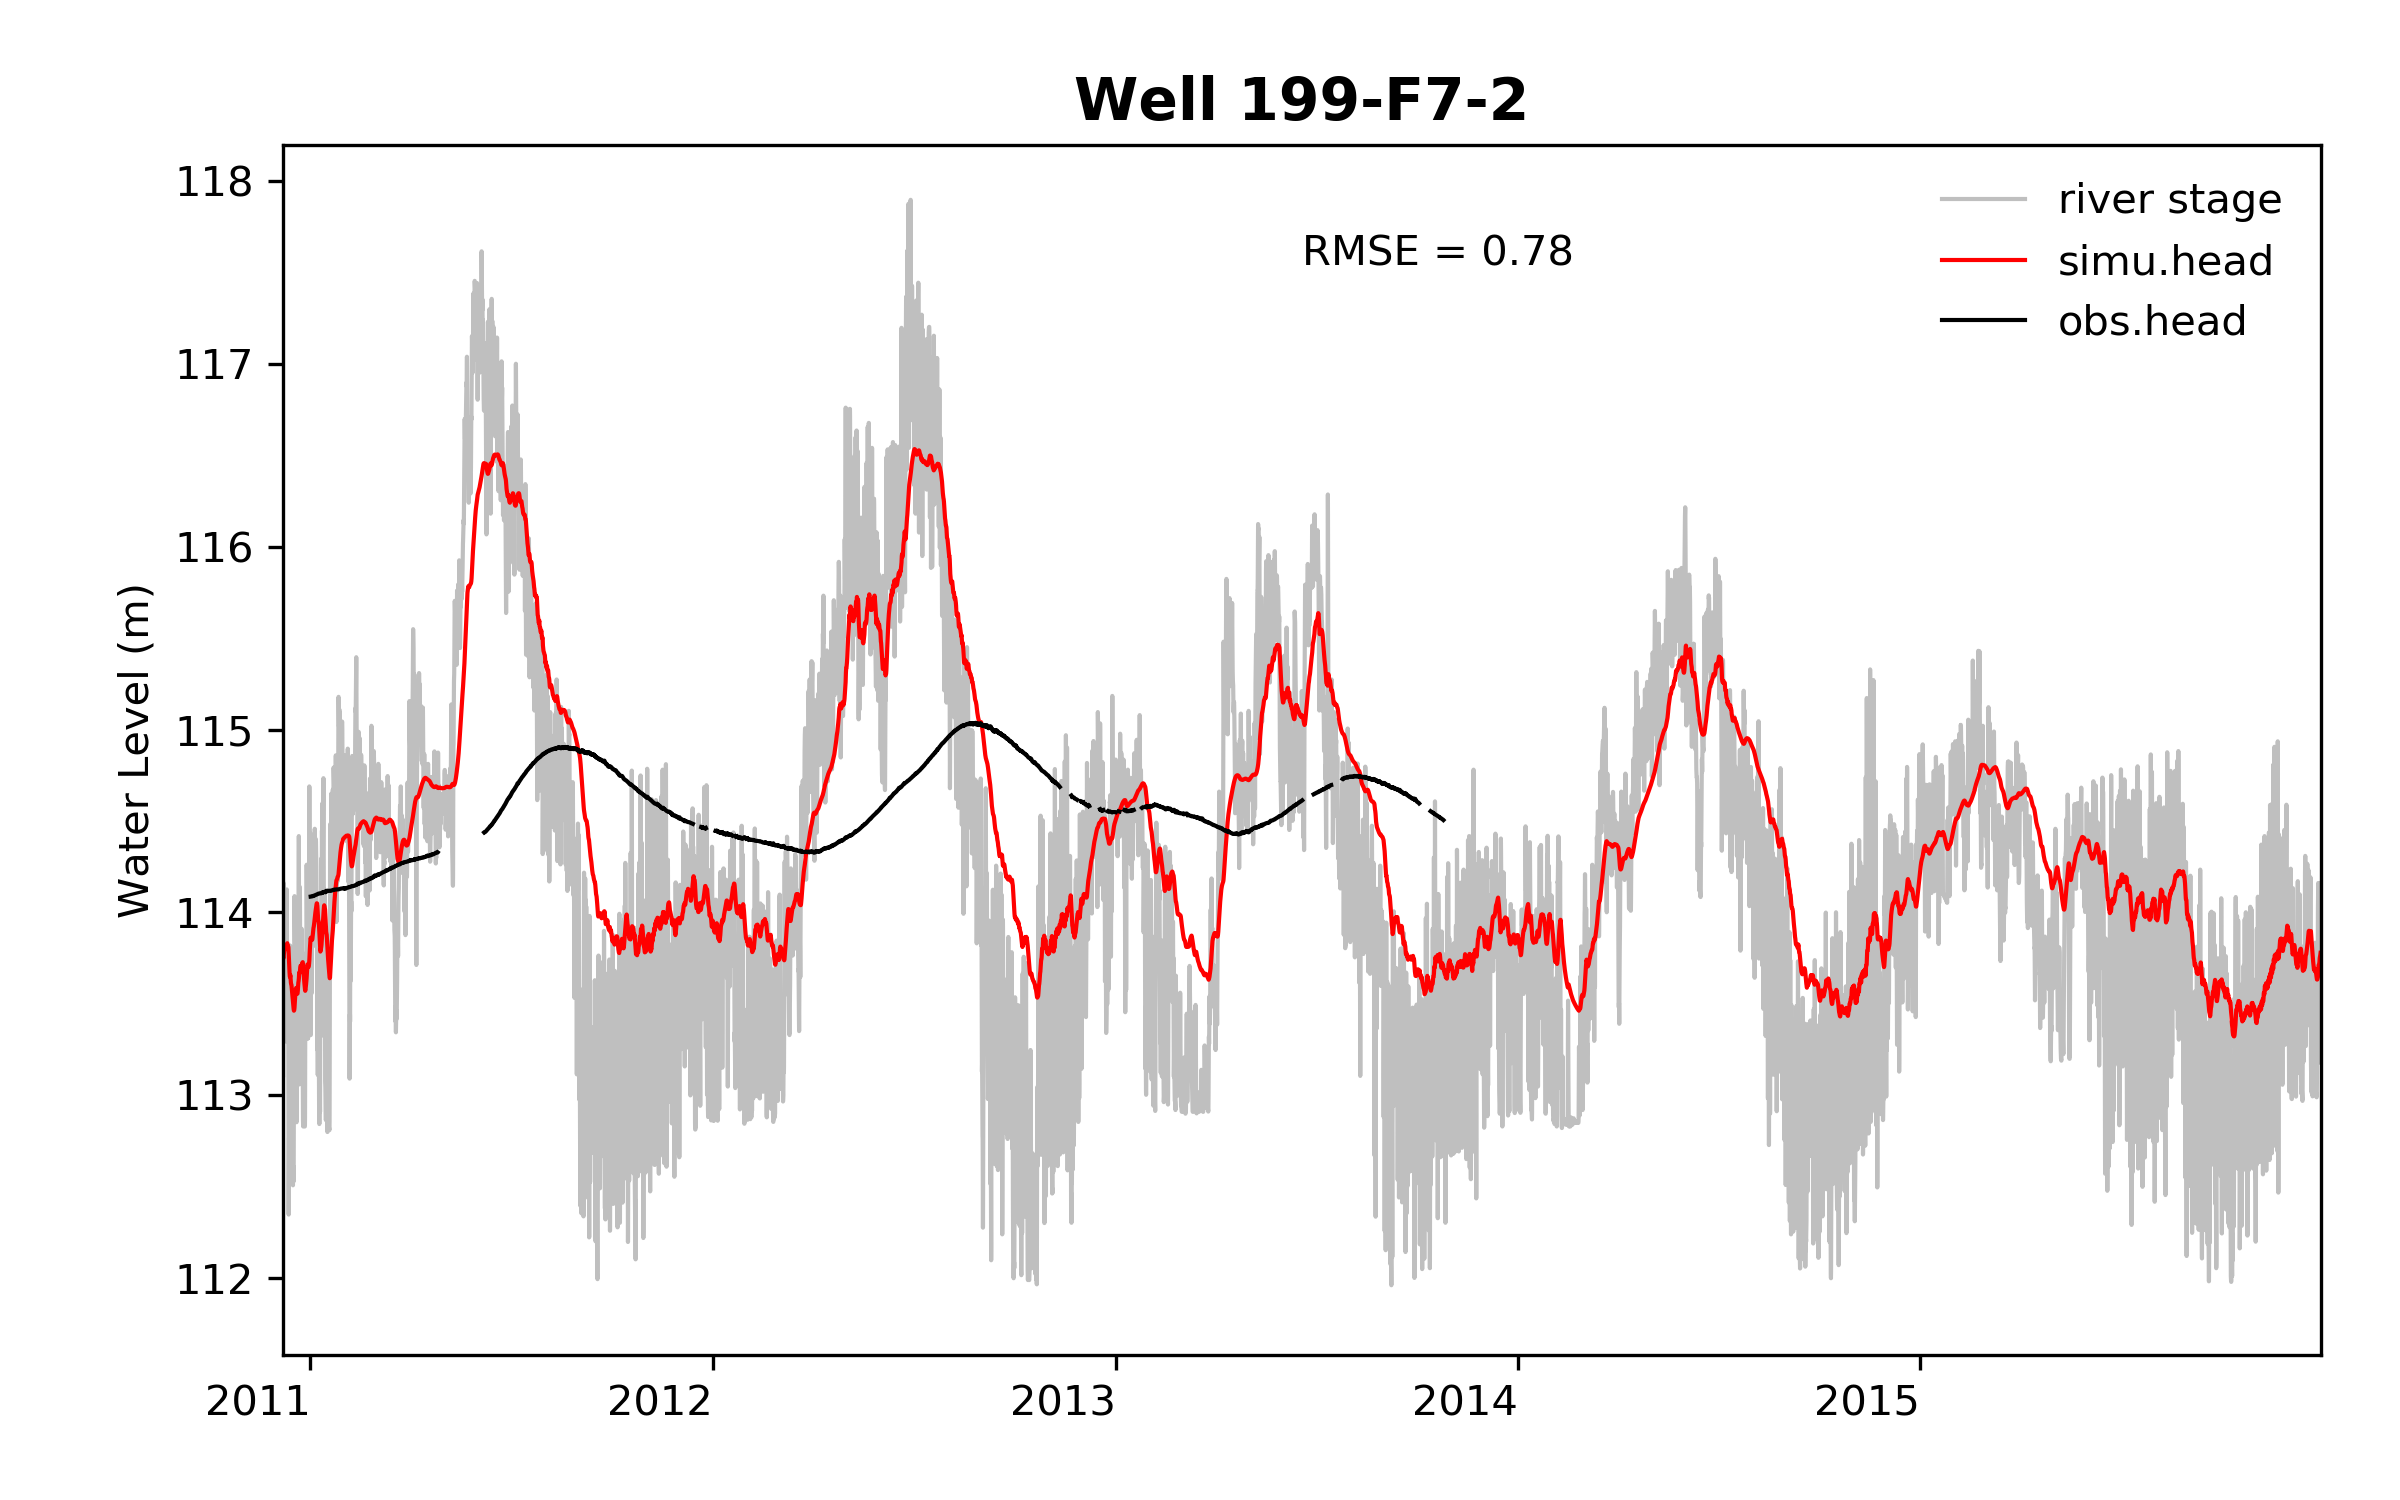 Well 199-F7-2
118
117
116
115
114
113
112
Water Level (m)
RMSE = 0.78
river stage
simu.head
obs.head
2011
2012
2013
2014
2015